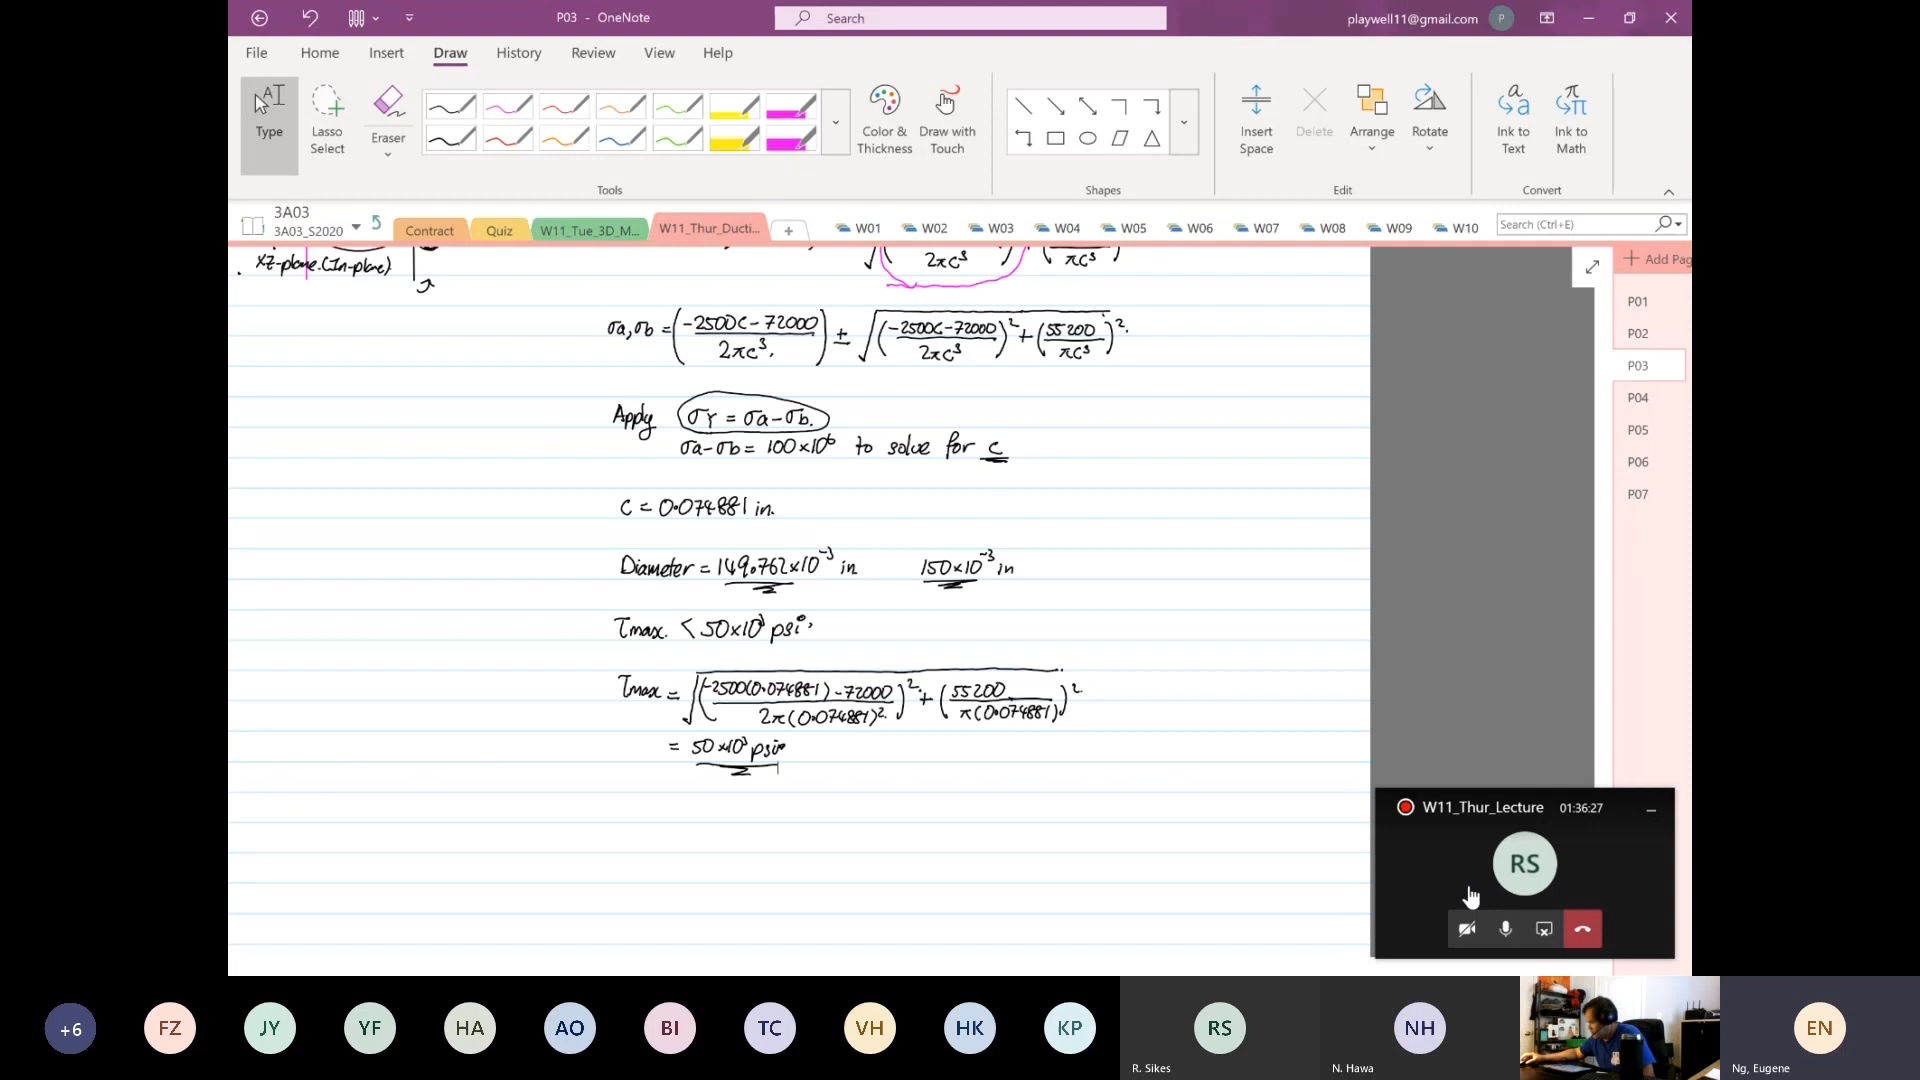 P03 - OneNote
Search
playwell11@gmail.com
P
File Home Insert Draw History Review View Help
Type
Lasso Select
Eraser
Color & Thickness
Draw with Touch
Insert Space
Delete
Arrange
Rotate
Ink to Text
Ink to Math
Tools
Shapes
Edit
Convert
3A03
3A03_S2020
Contract
Quiz
W11_Tue_3D_M...
W11_Thur_Ducti...
W01 W02 W03 W04 W05 W06 W07 W08 W09 W10
Search (Ctrl+E)
Add Pag
P01
P02
P03
P04
P05
P06
P07
XZ-plane.(In-plane)
2πc³ πc³
σa,σb = (-2500c-72000 / 2πc³) ± √((-2500c-72000 / 2πc³)² + (55200 / πc³)²
Apply σY = σa-σb.
σa-σb = 100×10⁶ to solve for c
c = 0.074881 in.
Diameter = 149.762×10⁻³ in 150×10⁻³ in
τmax. < 50×10³ psi
τmax = √((-2500(0.074881)-72000 / 2π(0.074881)²)² + (55200 / π(0.074881))²
= 50×10³ psi
W11_Thur_Lecture 01:36:27
RS
+6 FZ JY YF HA AO BI TC VH HK KP RS NH EN
R. Sikes
N. Hawa
Ng, Eugene